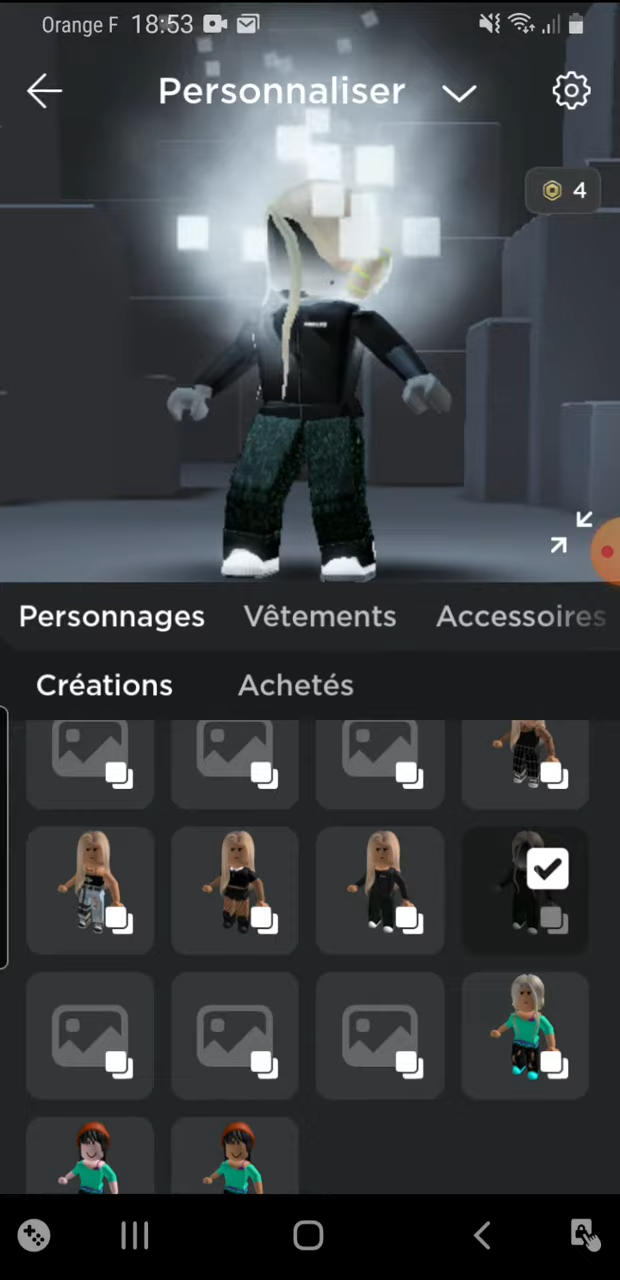 Orange F 18:53
Personnaliser
4
Personnages Vêtements Accessoires
Créations Achetés